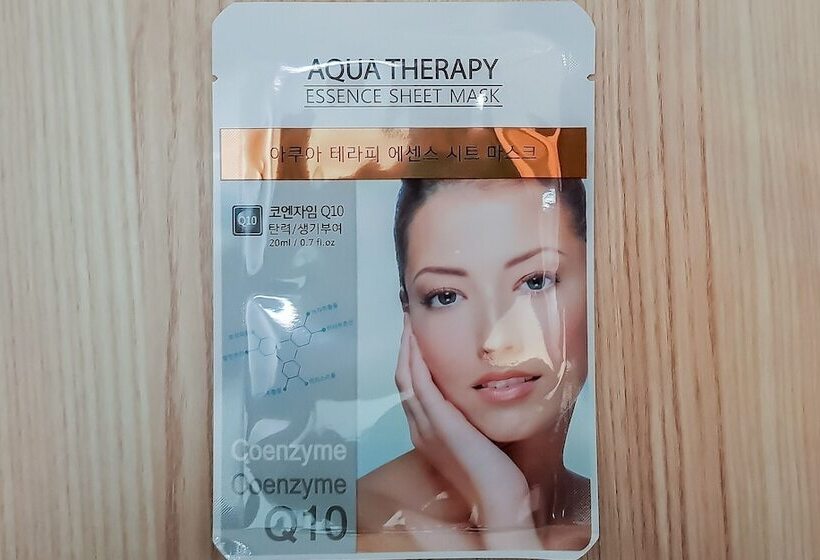 AQUA THERAPY
ESSENCE SHEET MASK
아쿠아 테라피 에센스 시트 마스크
Q10
코엔자임 Q10
탄력/생기부여
20ml / 0.7 fl.oz
Coenzyme
Coenzyme
Q10